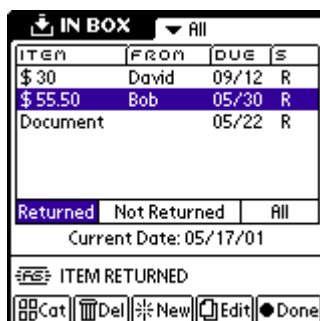 IN BOX All
ITEM FROM DUE S
$ 30 David 09/12 R
$ 55.50 Bob 05/30 R
Document 05/22 R
Returned Not Returned All
Current Date: 05/17/01
ITEM RETURNED
Cat Del New Edit Done